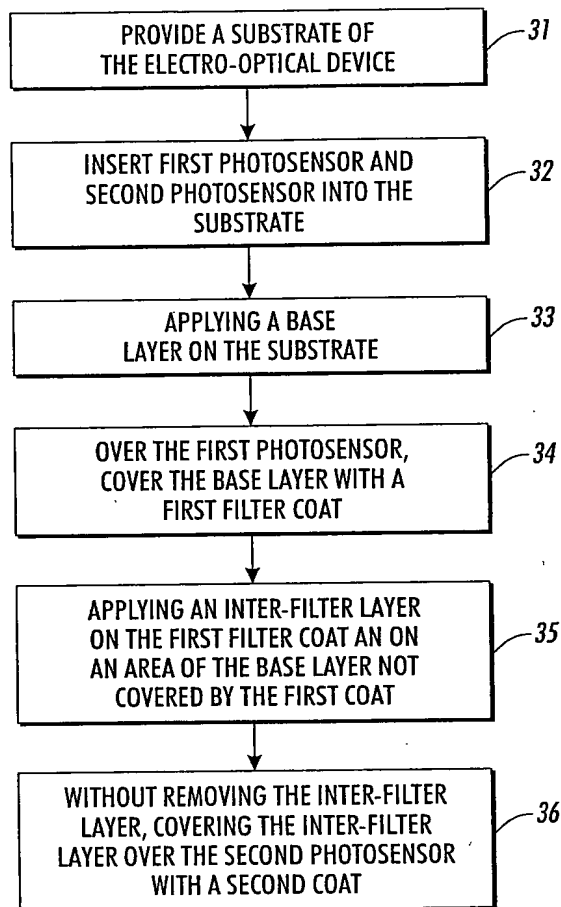 PROVIDE A SUBSTRATE OF
THE ELECTRO-OPTICAL DEVICE
31
INSERT FIRST PHOTOSENSOR AND
SECOND PHOTOSENSOR INTO THE
SUBSTRATE
32
APPLYING A BASE
LAYER ON THE SUBSTRATE
33
OVER THE FIRST PHOTOSENSOR,
COVER THE BASE LAYER WITH A
FIRST FILTER COAT
34
APPLYING AN INTER-FILTER LAYER
ON THE FIRST FILTER COAT AN ON
AN AREA OF THE BASE LAYER NOT
COVERED BY THE FIRST COAT
35
WITHOUT REMOVING THE INTER-FILTER
LAYER, COVERING THE INTER-FILTER
LAYER OVER THE SECOND PHOTOSENSOR
WITH A SECOND COAT
36